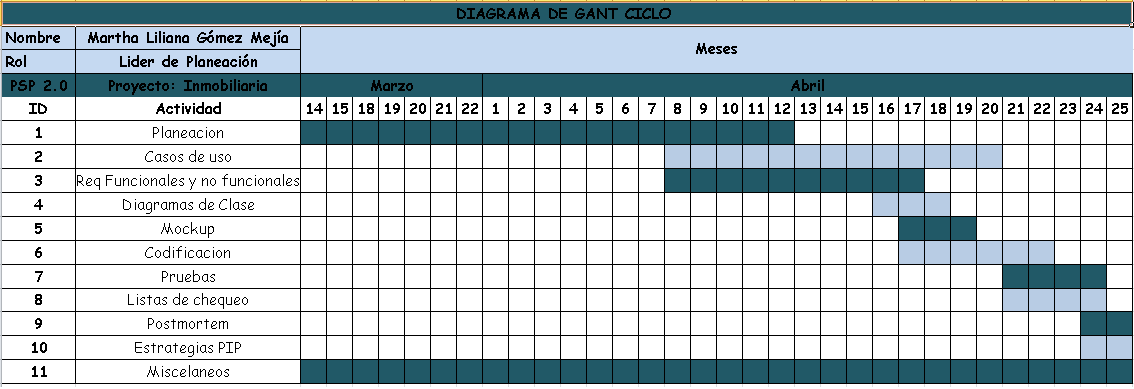 DIAGRAMA DE GANT CICLO
Nombre Martha Liliana Gómez Mejía Meses
Rol Lider de Planeación
PSP 2.0 Proyecto: Inmobiliaria Marzo Abril
ID Actividad 14 15 18 19 20 21 22 1 2 3 4 5 6 7 8 9 10 11 12 13 14 15 16 17 18 19 20 21 22 23 24 25
1 Planeacion
2 Casos de uso
3 Req Funcionales y no funcionales
4 Diagramas de Clase
5 Mockup
6 Codificacion
7 Pruebas
8 Listas de chequeo
9 Postmortem
10 Estrategias PIP
11 Miscelaneos